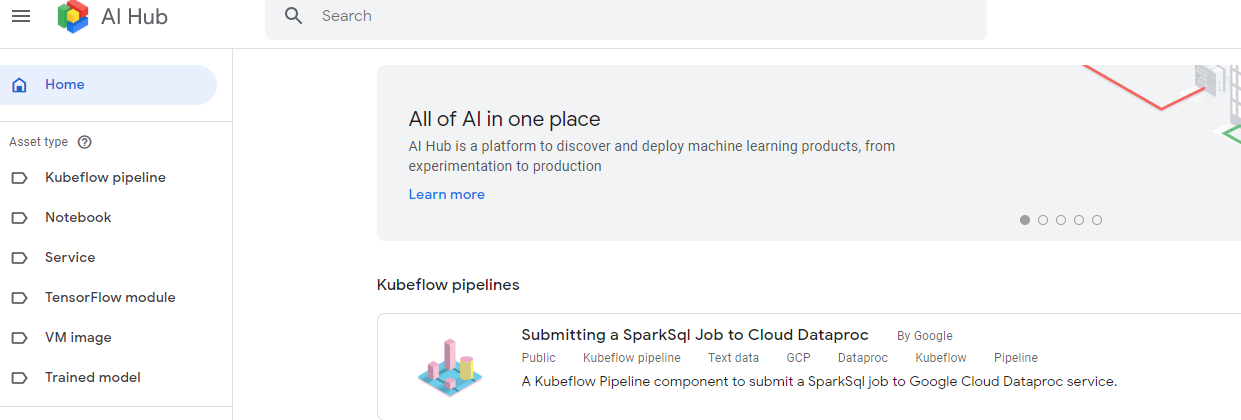 AI Hub
Search
Home
Asset type
Kubeflow pipeline
Notebook
Service
TensorFlow module
VM image
Trained model
All of AI in one place
AI Hub is a platform to discover and deploy machine learning products, from
experimentation to production
Learn more
Kubeflow pipelines
Submitting a SparkSql Job to Cloud Dataproc By Google
Public Kubeflow pipeline Text data GCP Dataproc Kubeflow Pipeline
A Kubeflow Pipeline component to submit a SparkSql job to Google Cloud Dataproc service.